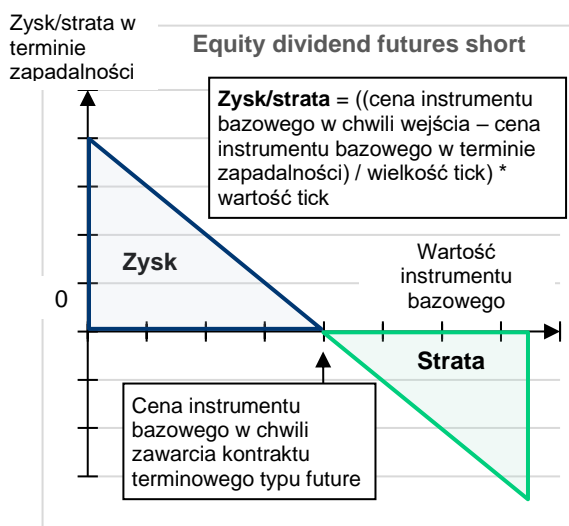 Zysk/strata w
terminie
zapadalności
Equity dividend futures short
Zysk/strata = ((cena instrumentu
bazowego w chwili wejścia – cena
instrumentu bazowego w terminie
zapadalności) / wielkość tick) *
wartość tick
Zysk
Wartość
instrumentu
bazowego
0
Strata
Cena instrumentu
bazowego w chwili
zawarcia kontraktu
terminowego typu future